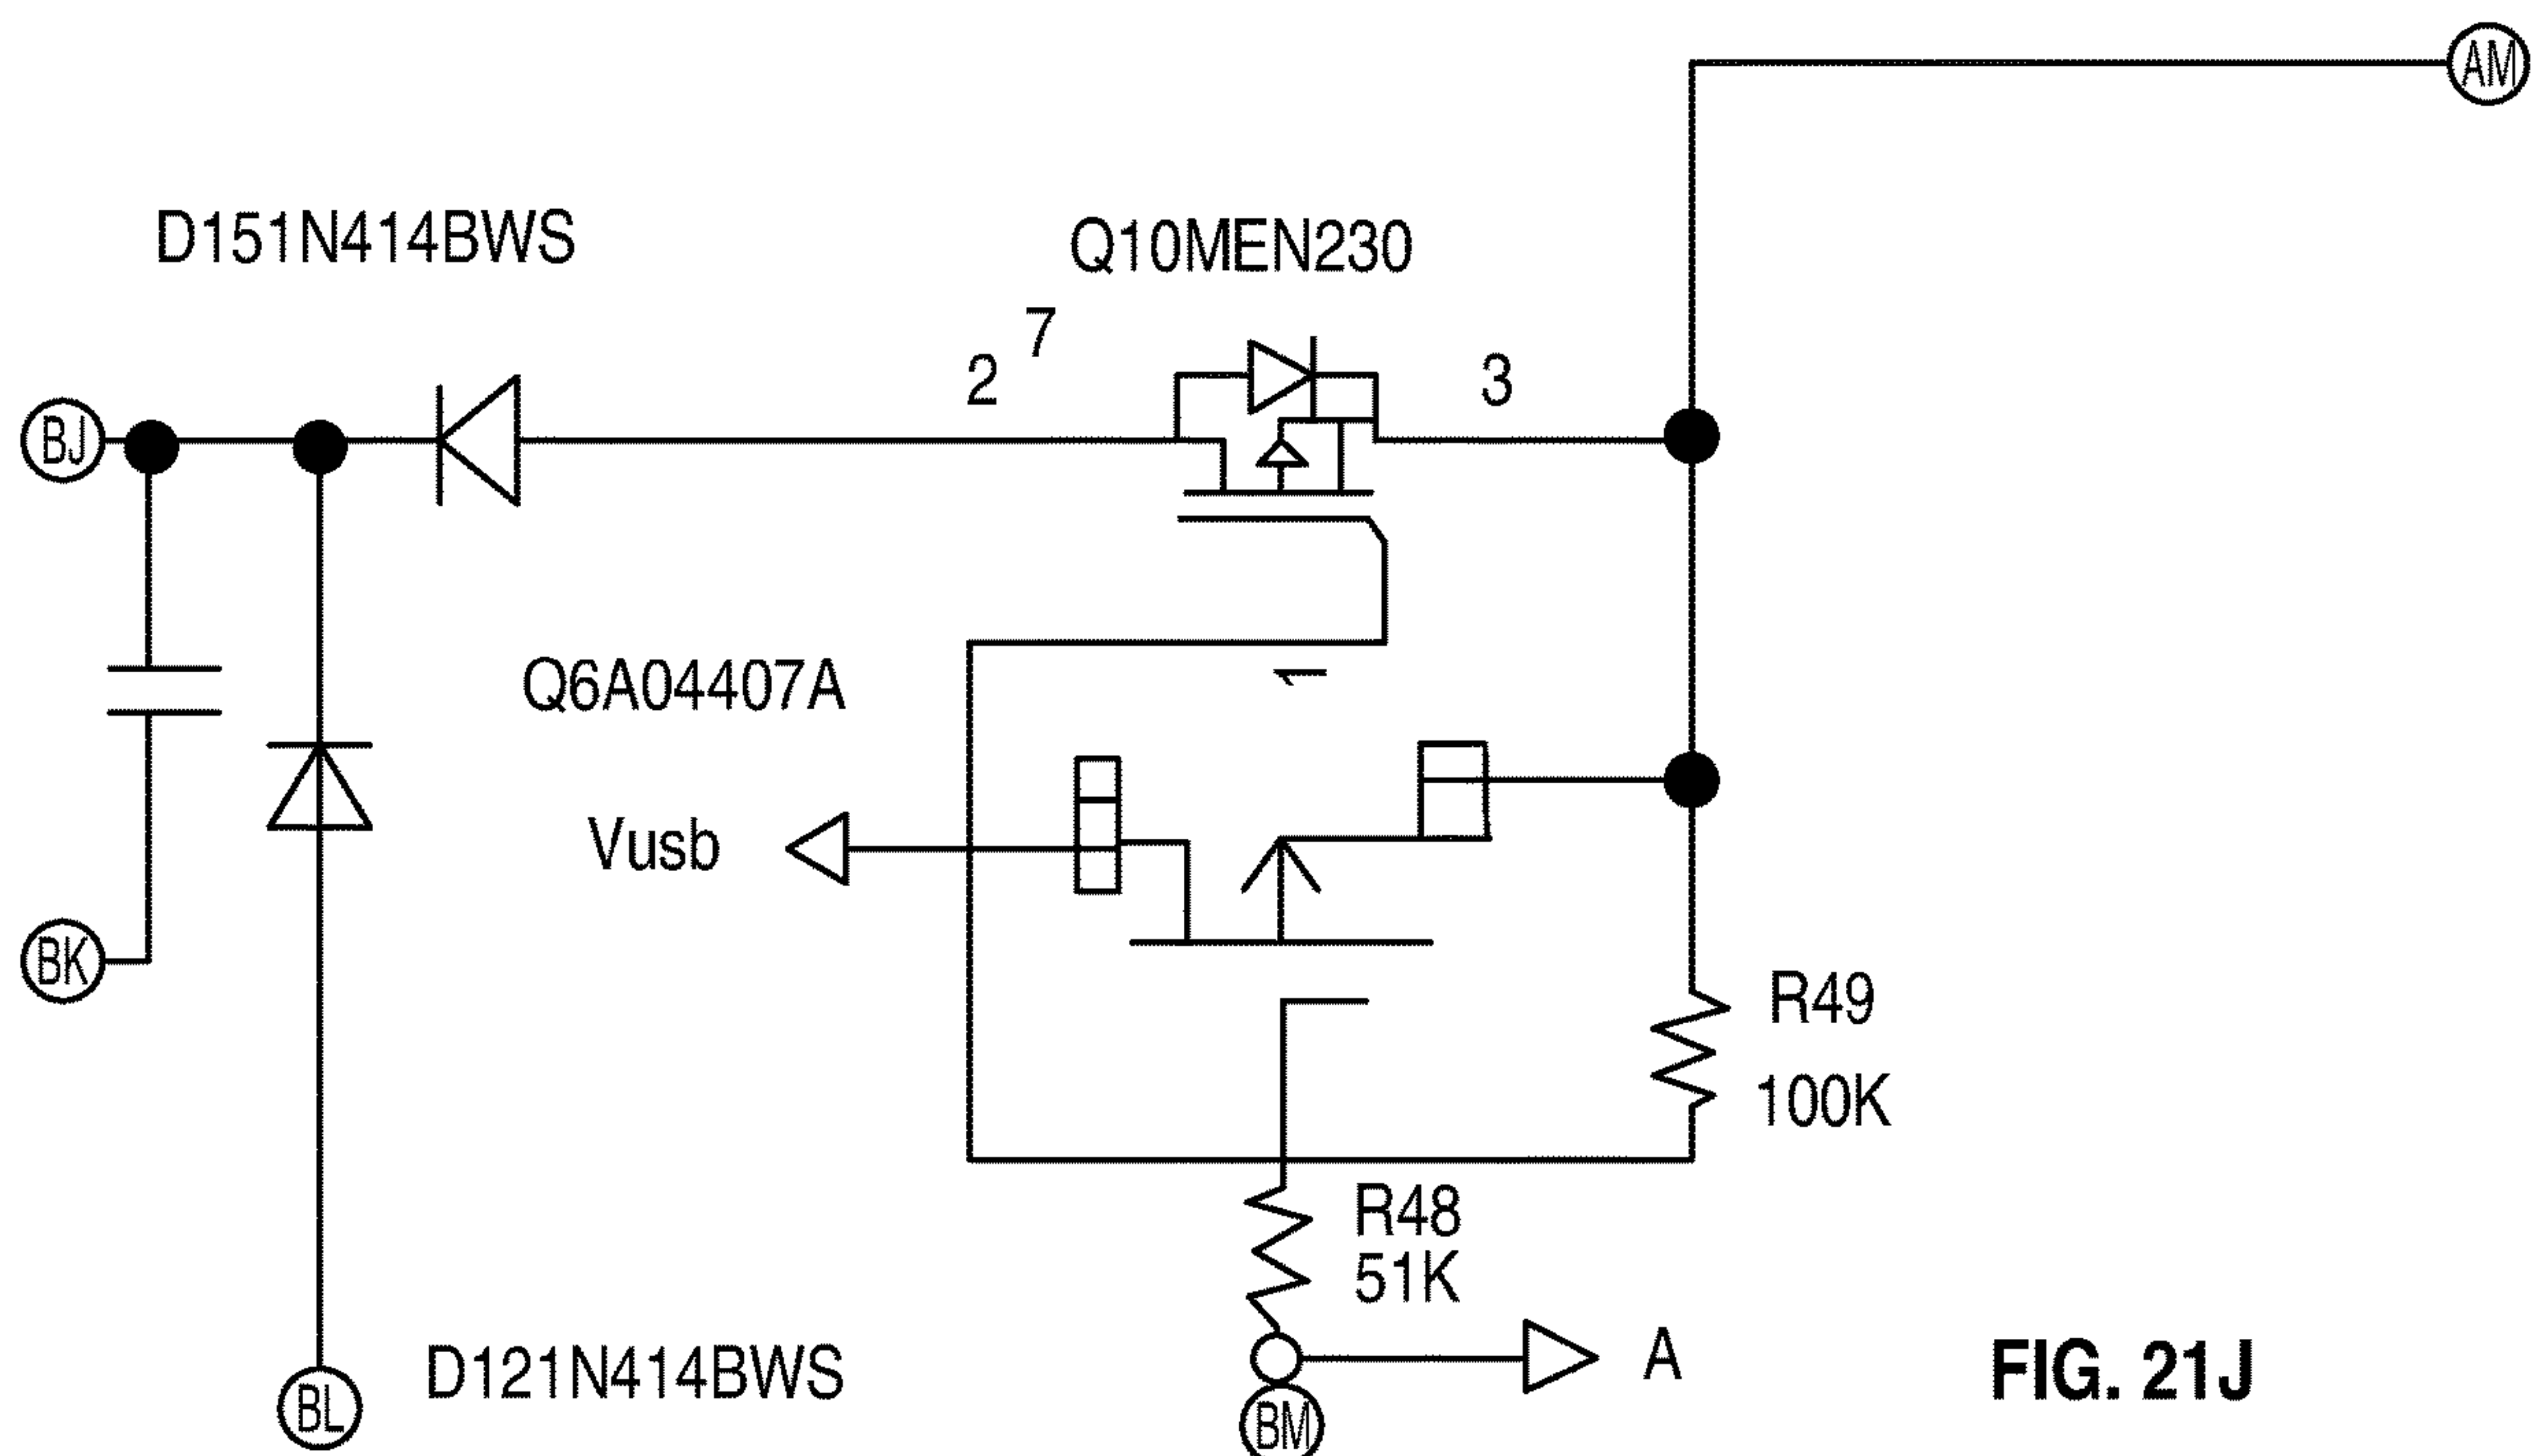 AM
D151N414BWS
Q10MEN230
7
2
3
BJ
Q6A04407A
1
Vusb
BK
R49
100K
R48
51K
A
D121N414BWS
BL
BM
FIG. 21J